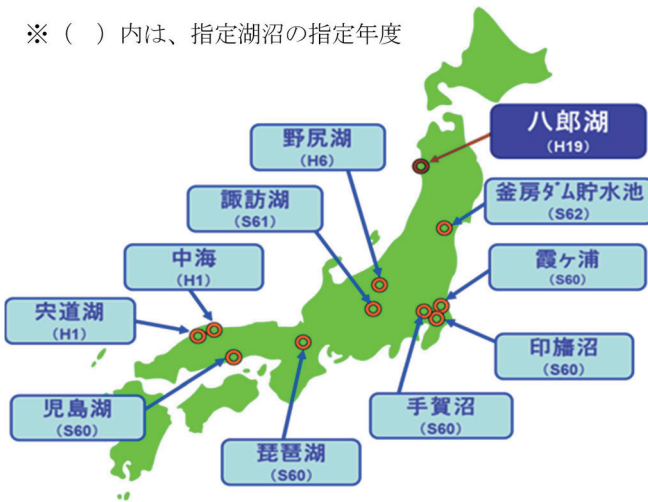 ※（　）内は、指定湖沼の指定年度
八郎湖
(H19)
野尻湖
(H6)
釜房ダム貯水池
(S62)
諏訪湖
(S61)
中海
(H1)
霞ヶ浦
(S60)
宍道湖
(H1)
印旛沼
(S60)
児島湖
(S60)
手賀沼
(S60)
琵琶湖
(S60)